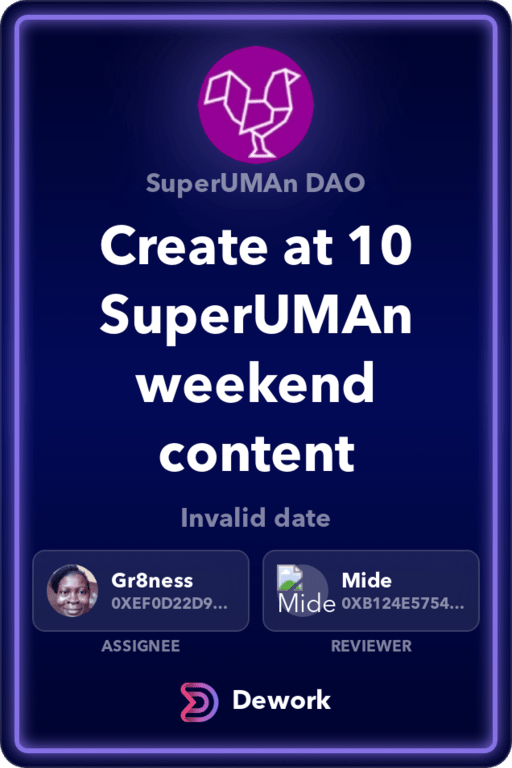 SuperUMAn DAO
Create at 10
SuperUMAn
weekend
content
Invalid date
Gr8ness
0XEF0D22D9...
ASSIGNEE
Mide
Mide
0XB124E5754...
REVIEWER
Dework